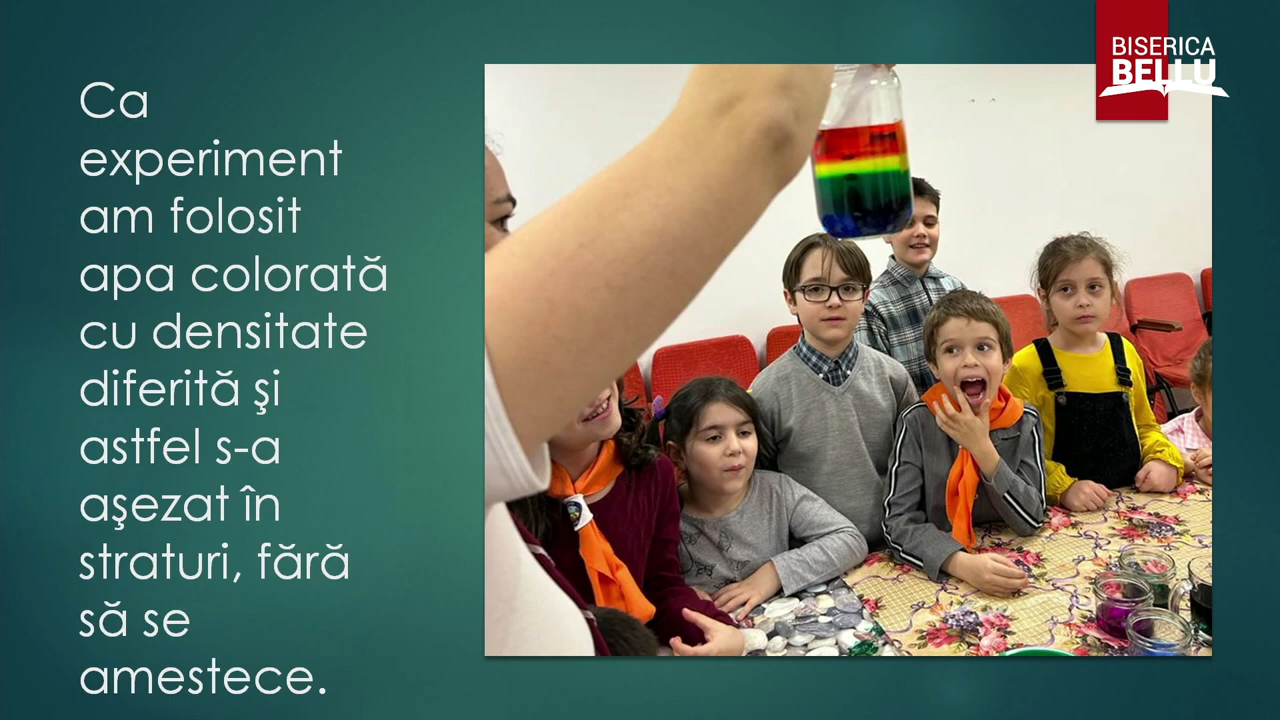 Ca
experiment
am folosit
apa colorată
cu densitate
diferită şi
astfel s-a
aşezat în
straturi, fără
să se
amestece.
BISERICA
BELLU